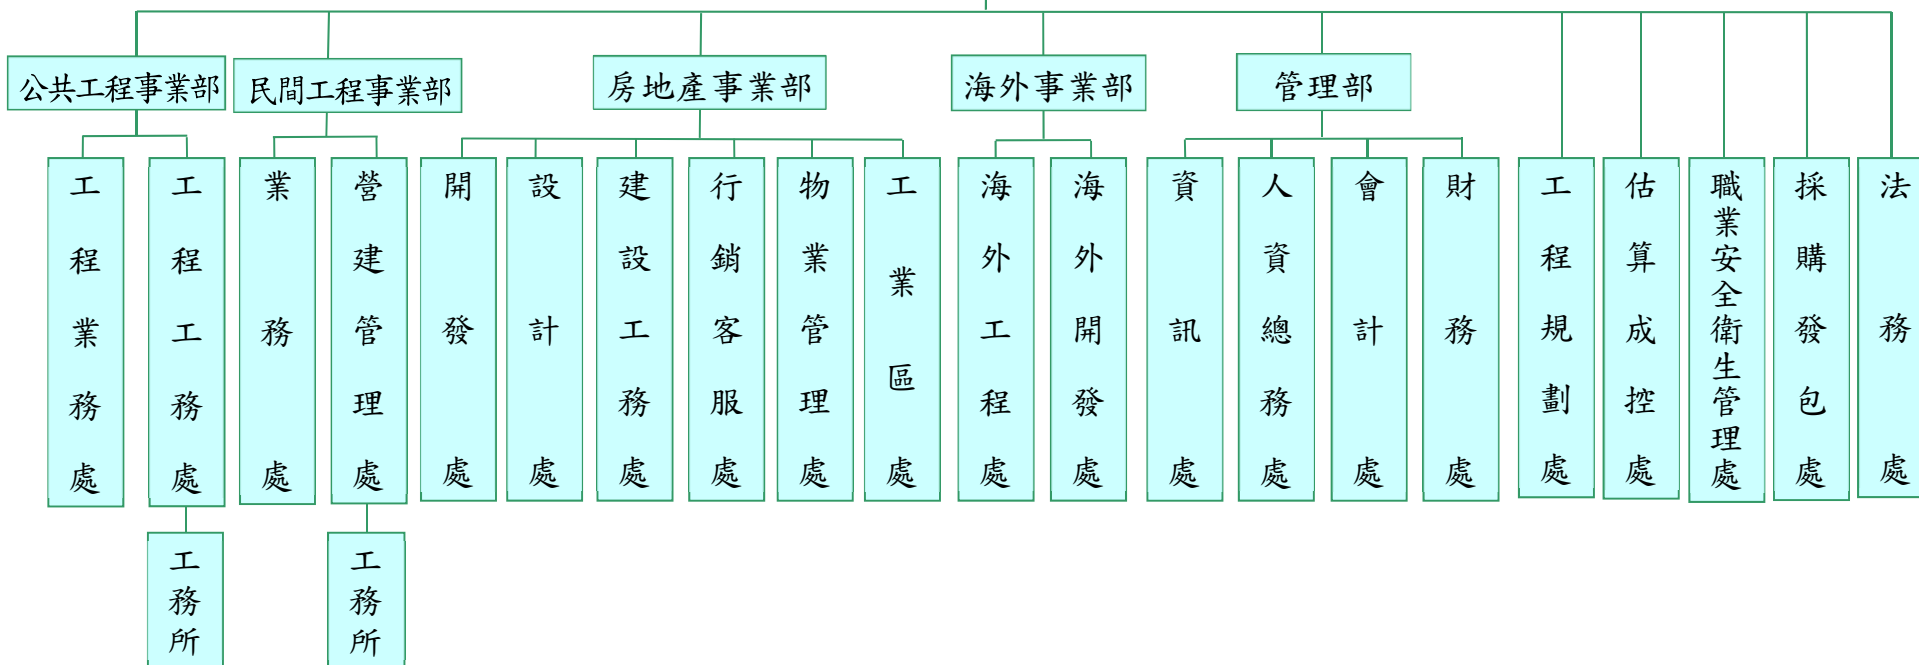 公共工程事業部
民間工程事業部
房地產事業部
海外事業部
管理部
工程業務處
工程工務處
業務處
營建管理處
開發處
設計處
建設工務處
行銷客服處
物業管理處
工業區工
海外工程處
海外開發處
資訊處
人資總務處
會計處
財務處
工程規劃處
估算成控處
職業安全衛生管理處
採購發包處
法務處
工務所
工務所